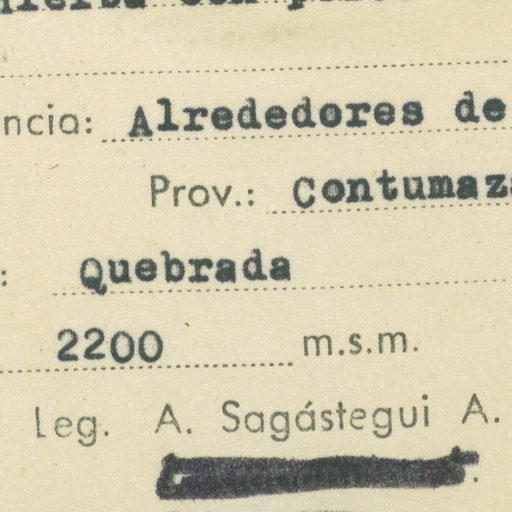 ncia: Alrededores de
Prov.: Contumaz
: Quebrada
2200 m.s.m.
Leg. A. Sagástegui A.